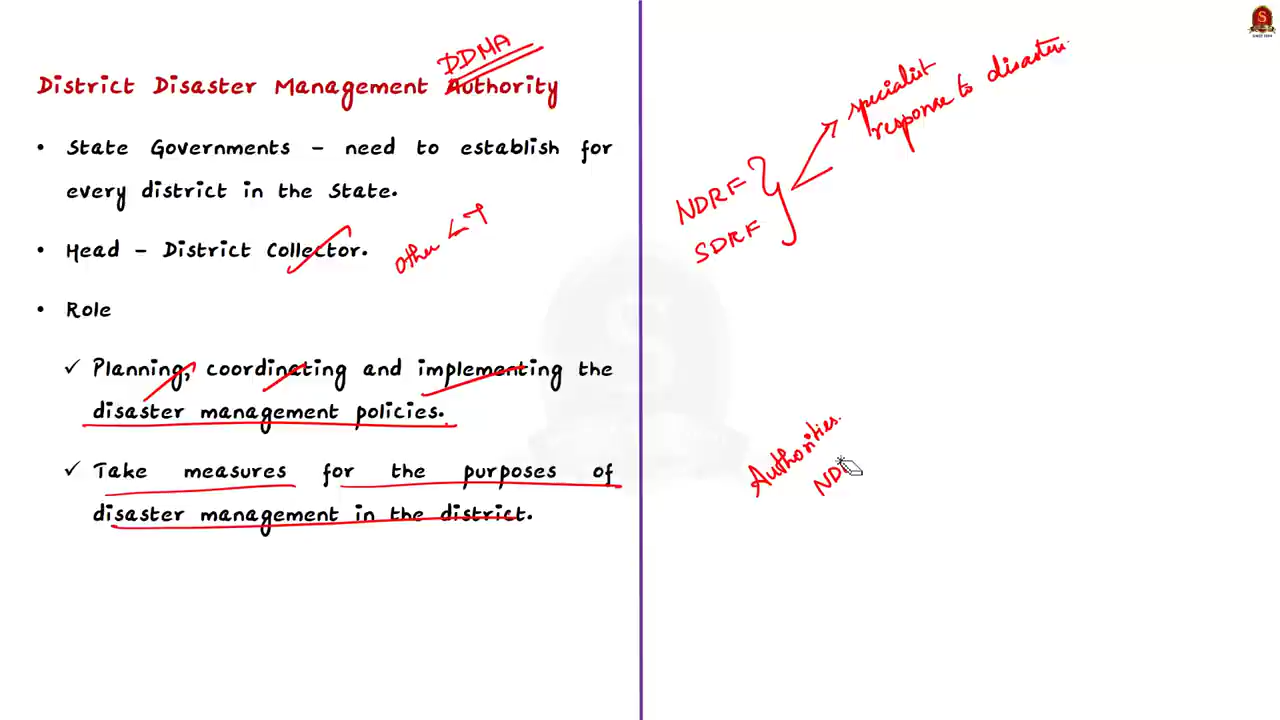 DDMA
District Disaster Management Authority
• State Governments – need to establish for
every district in the State.
• Head – District Collector.
other < 7
• Role
✓ Planning, coordinating and implementing the
disaster management policies.
✓ Take measures for the purposes of
disaster management in the district.
specialist
response to disasters.
NDRF
SDRF
Authorities.
ND
S